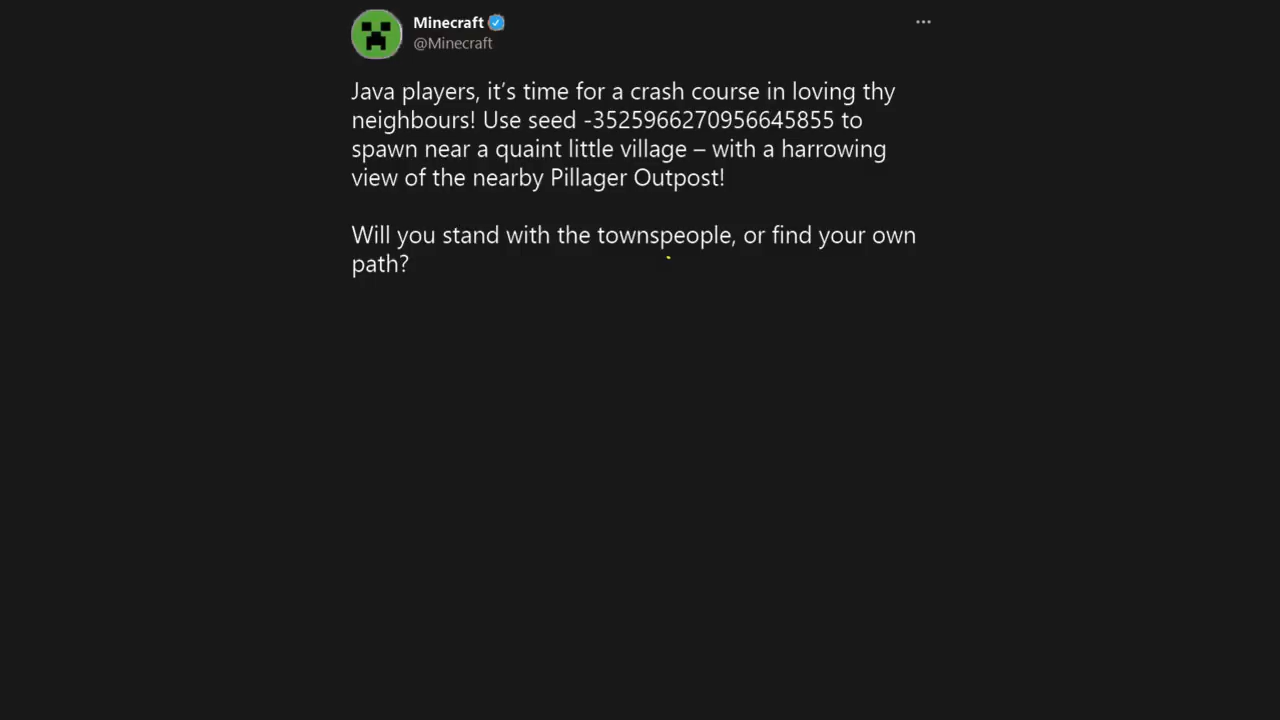 Minecraft
@Minecraft
Java players, it’s time for a crash course in loving thy
neighbours! Use seed -3525966270956645855 to
spawn near a quaint little village – with a harrowing
view of the nearby Pillager Outpost!
Will you stand with the townspeople, or find your own
path?